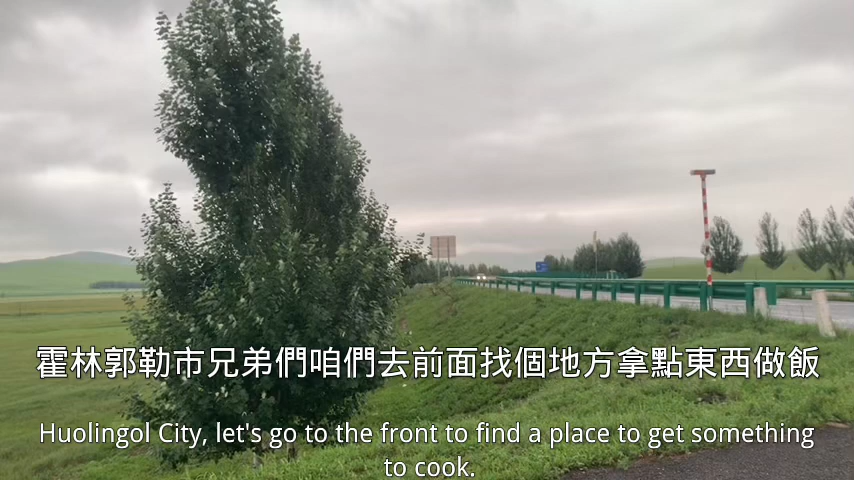 霍林郭勒市兄弟們咱們去前面找個地方拿點東西做飯
Huolingol City, let's go to the front to find a place to get something
to cook.